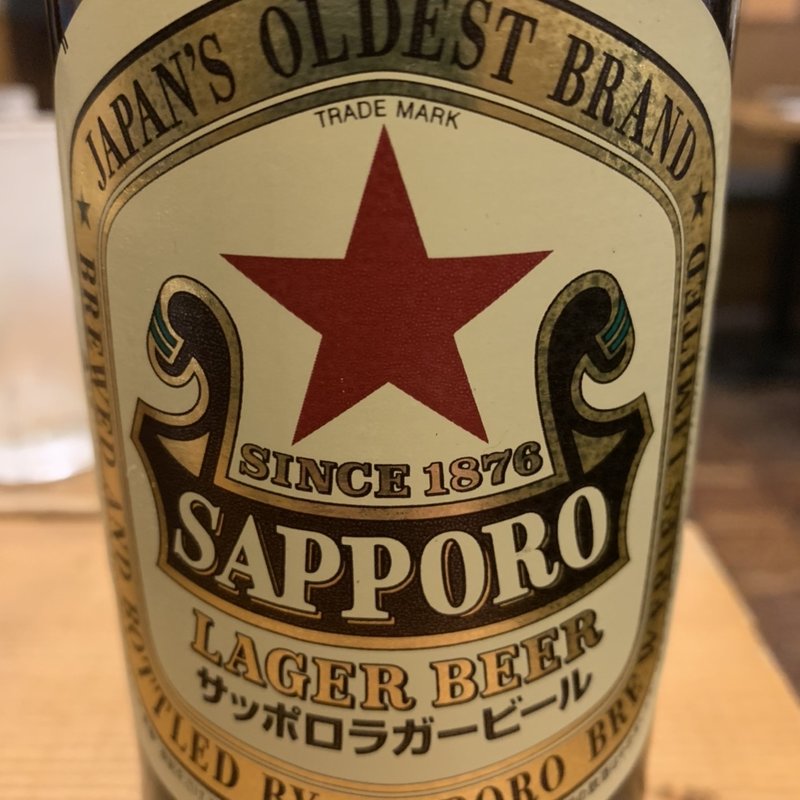 JAPAN'S OLDEST BRAND
TRADE MARK
SINCE 1876
SAPPORO
LAGER BEER
サッポロラガービール
BREWED AND BOTTLED BY SAPPORO BREWERIES LIMITED